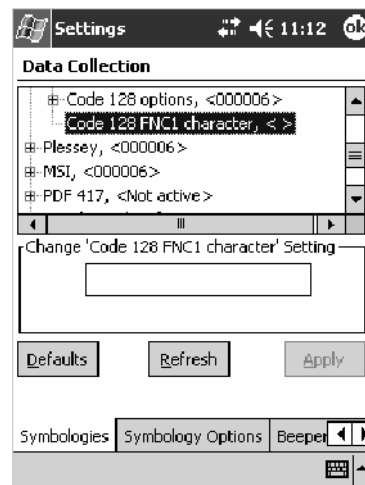 Settings 11:12 ok
Data Collection
Code 128 options, <000006>
Code 128 FNC1 character, < >
Plessey, <000006>
MSI, <000006>
PDF 417, <Not active>
Change 'Code 128 FNC1 character' Setting
Defaults Refresh Apply
Symbologies Symbology Options Beeper